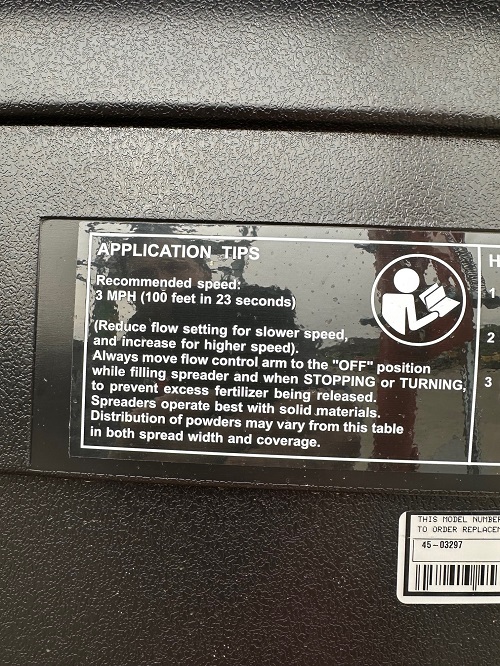 APPLICATION TIPS
Recommended speed:
3 MPH (100 feet in 23 seconds)
(Reduce flow setting for slower speed,
and increase for higher speed).
Always move flow control arm to the "OFF" position
while filling spreader and when STOPPING or TURNING,
to prevent excess fertilizer being released.
Spreaders operate best with solid materials.
Distribution of powders may vary from this table
in both spread width and coverage.
H
1
2
3
THIS MODEL NUMBER
TO ORDER REPLACEM
45-03297